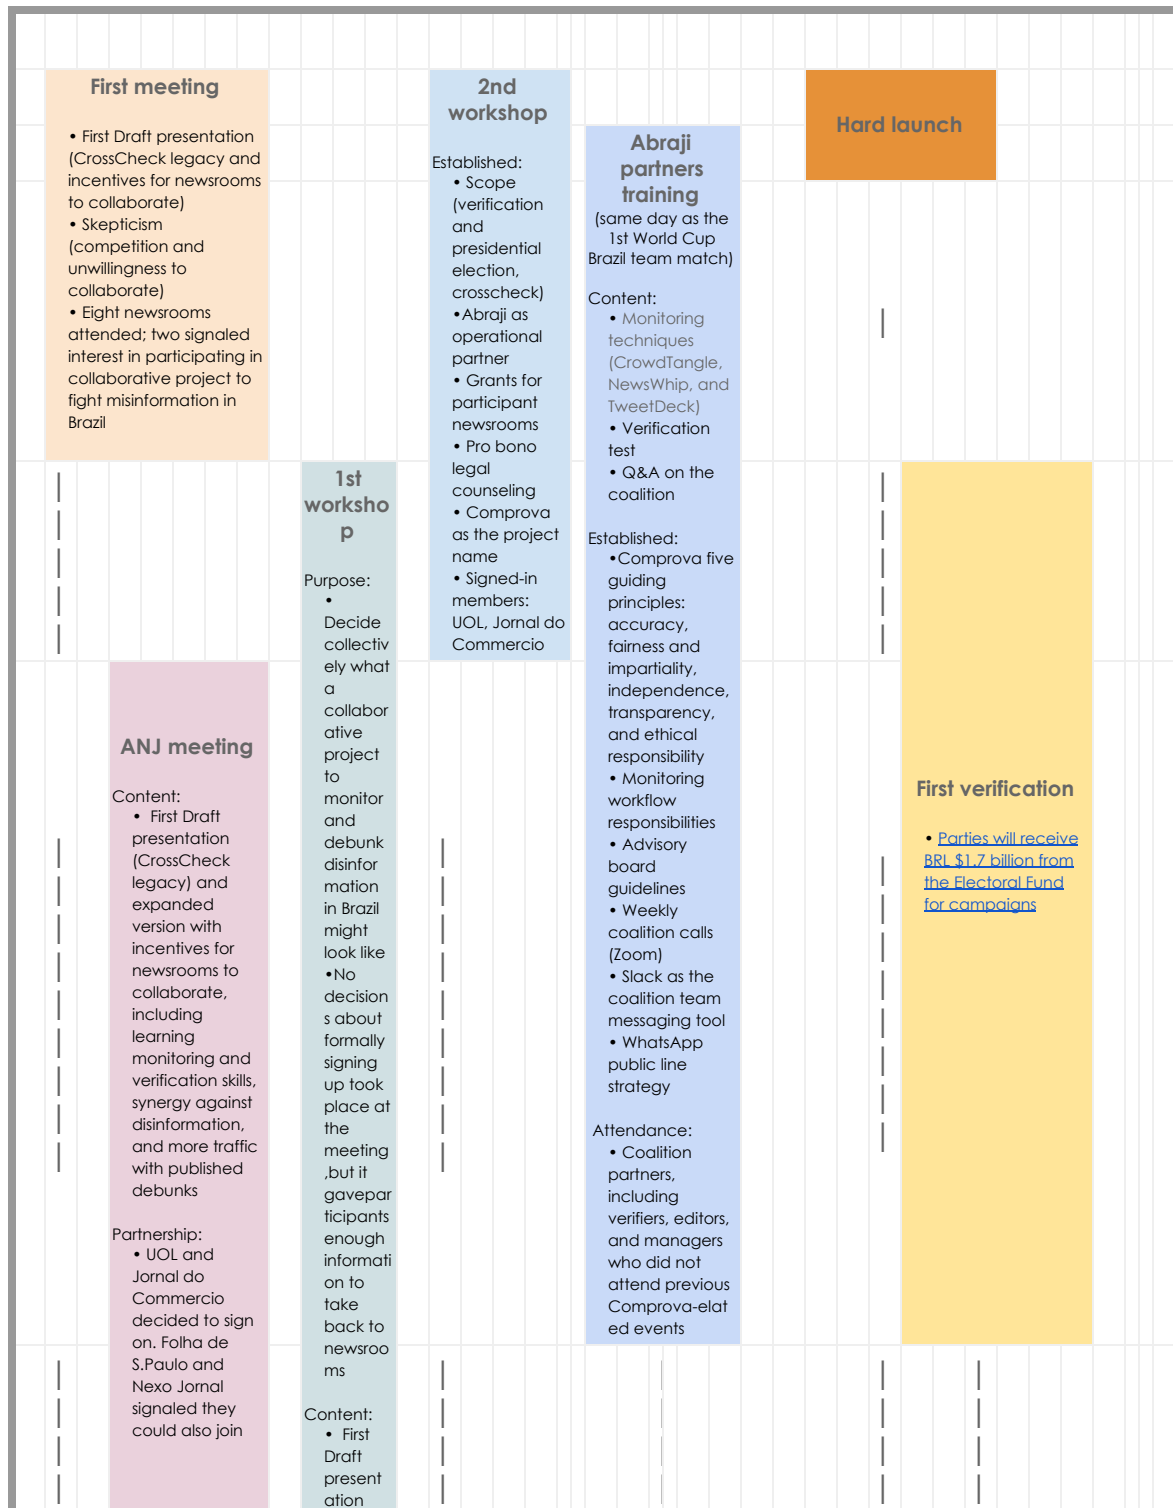 First meeting
• First Draft presentation
(CrossCheck legacy and
incentives for newsrooms
to collaborate)
• Skepticism
(competition and
unwillingness to
collaborate)
• Eight newsrooms
attended; two signaled
interest in participating in
collaborative project to
fight misinformation in
Brazil
ANJ meeting
Content:
• First Draft
presentation
(CrossCheck
legacy) and
expanded
version with
incentives for
newsrooms to
collaborate,
including
learning
monitoring and
verification skills,
synergy against
disinformation,
and more traffic
with published
debunks
Partnership:
• UOL and
Jornal do
Commercio
decided to sign
on. Folha de
S.Paulo and
Nexo Jornal
signaled they
could also join
1st
worksho
p
Purpose:
•
Decide
collectiv
ely what
a
collabor
ative
project
to
monitor
and
debunk
disinfor
mation
in Brazil
might
look like
•No
decision
s about
formally
signing
up took
place at
the
meeting
,but it
gavepar
ticipants
enough
informati
on to
take
back to
newsroo
ms
Content:
• First
Draft
present
ation
2nd
workshop
Established:
• Scope
(verification
and
presidential
election,
crosscheck)
•Abraji as
operational
partner
• Grants for
participant
newsrooms
• Pro bono
legal
counseling
• Comprova
as the project
name
• Signed-in
members:
UOL, Jornal do
Commercio
Abraji
partners
training
(same day as the
1st World Cup
Brazil team match)
Content:
• Monitoring
techniques
(CrowdTangle,
NewsWhip, and
TweetDeck)
• Verification
test
• Q&A on the
coalition
Established:
•Comprova five
guiding
principles:
accuracy,
fairness and
impartiality,
independence,
transparency,
and ethical
responsibility
• Monitoring
workflow
responsibilities
• Advisory
board
guidelines
• Weekly
coalition calls
(Zoom)
• Slack as the
coalition team
messaging tool
• WhatsApp
public line
strategy
Attendance:
• Coalition
partners,
including
verifiers, editors,
and managers
who did not
attend previous
Comprova-elat
ed events
Hard launch
First verification
• Parties will receive
BRL $1.7 billion from
the Electoral Fund
for campaigns